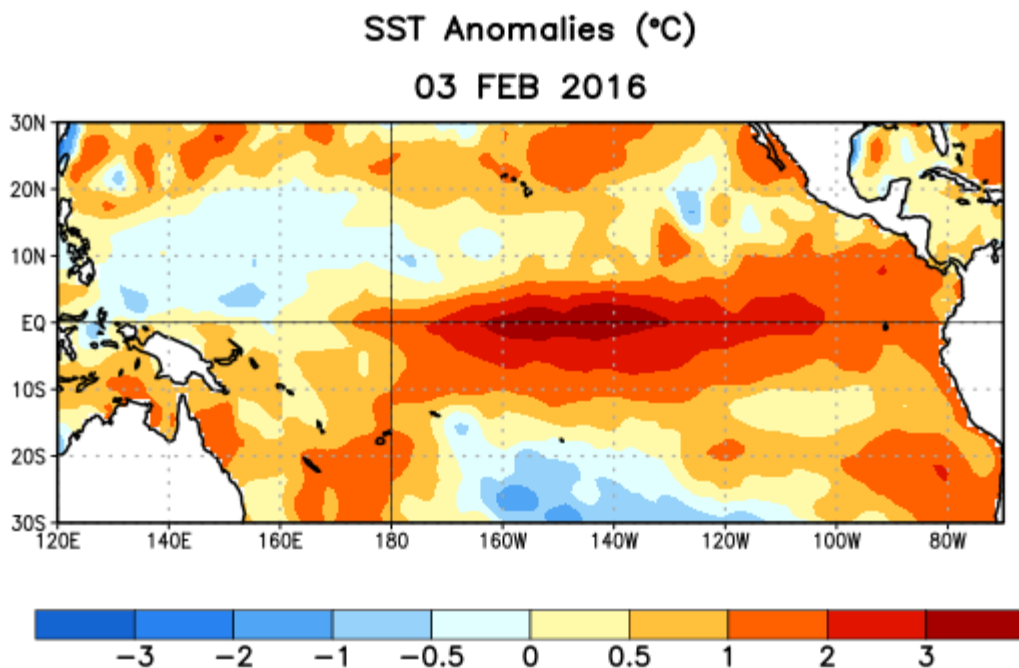 SST Anomalies (°C)
03 FEB 2016
30N
20N
10N
EQ
10S
20S
30S
120E 140E 160E 180 160W 140W 120W 100W 80W
-3 -2 -1 -0.5 0 0.5 1 2 3